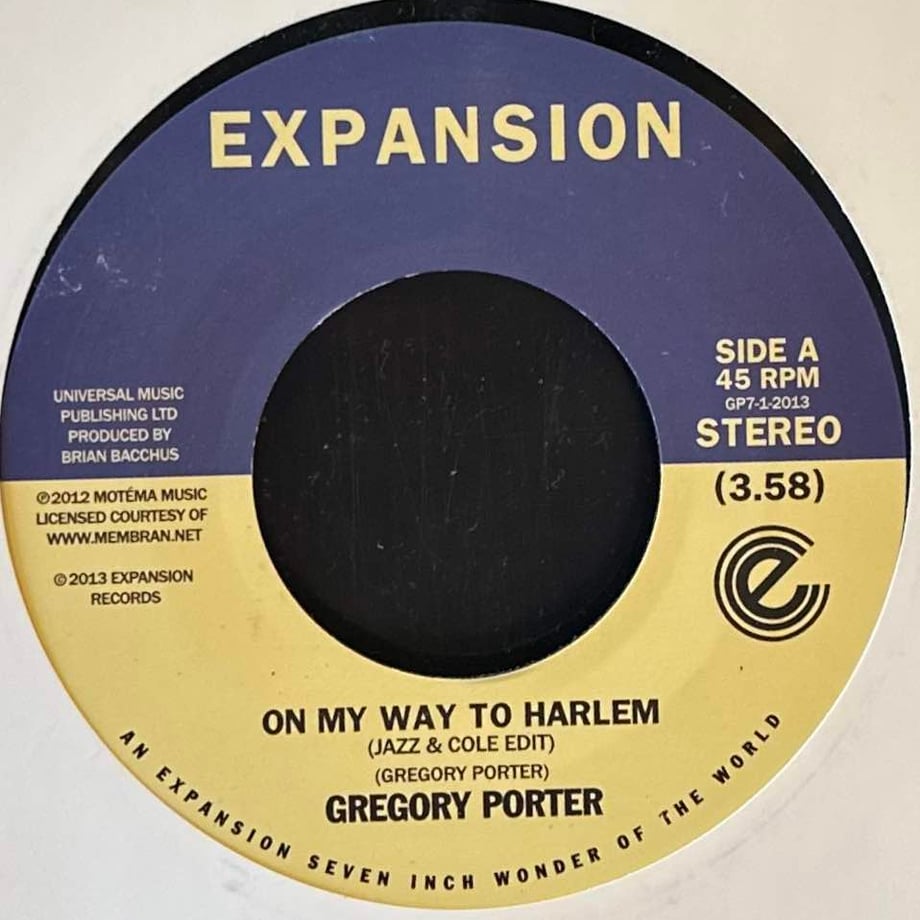 EXPANSION
UNIVERSAL MUSIC
PUBLISHING LTD
PRODUCED BY
BRIAN BACCHUS
℗2012 MOTÉMA MUSIC
LICENSED COURTESY OF
WWW.MEMBRAN.NET
©2013 EXPANSION
RECORDS
SIDE A
45 RPM
GP7-1-2013
STEREO
(3.58)
e
ON MY WAY TO HARLEM
(JAZZ & COLE EDIT)
(GREGORY PORTER)
GREGORY PORTER
AN EXPANSION SEVEN INCH WONDER OF THE WORLD